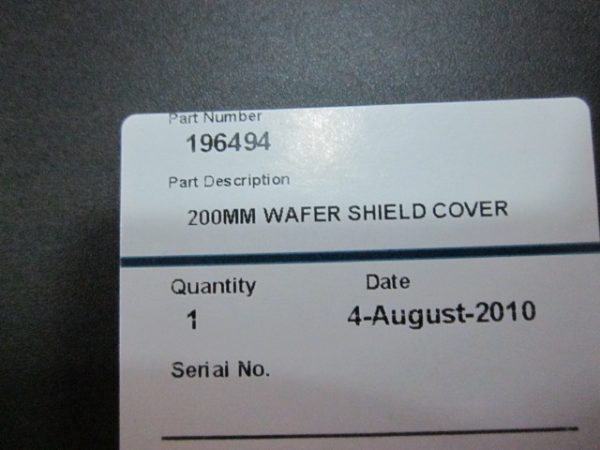 Part Number
196494
Part Description
200MM WAFER SHIELD COVER
Quantity Date
1 4-August-2010
Serial No.